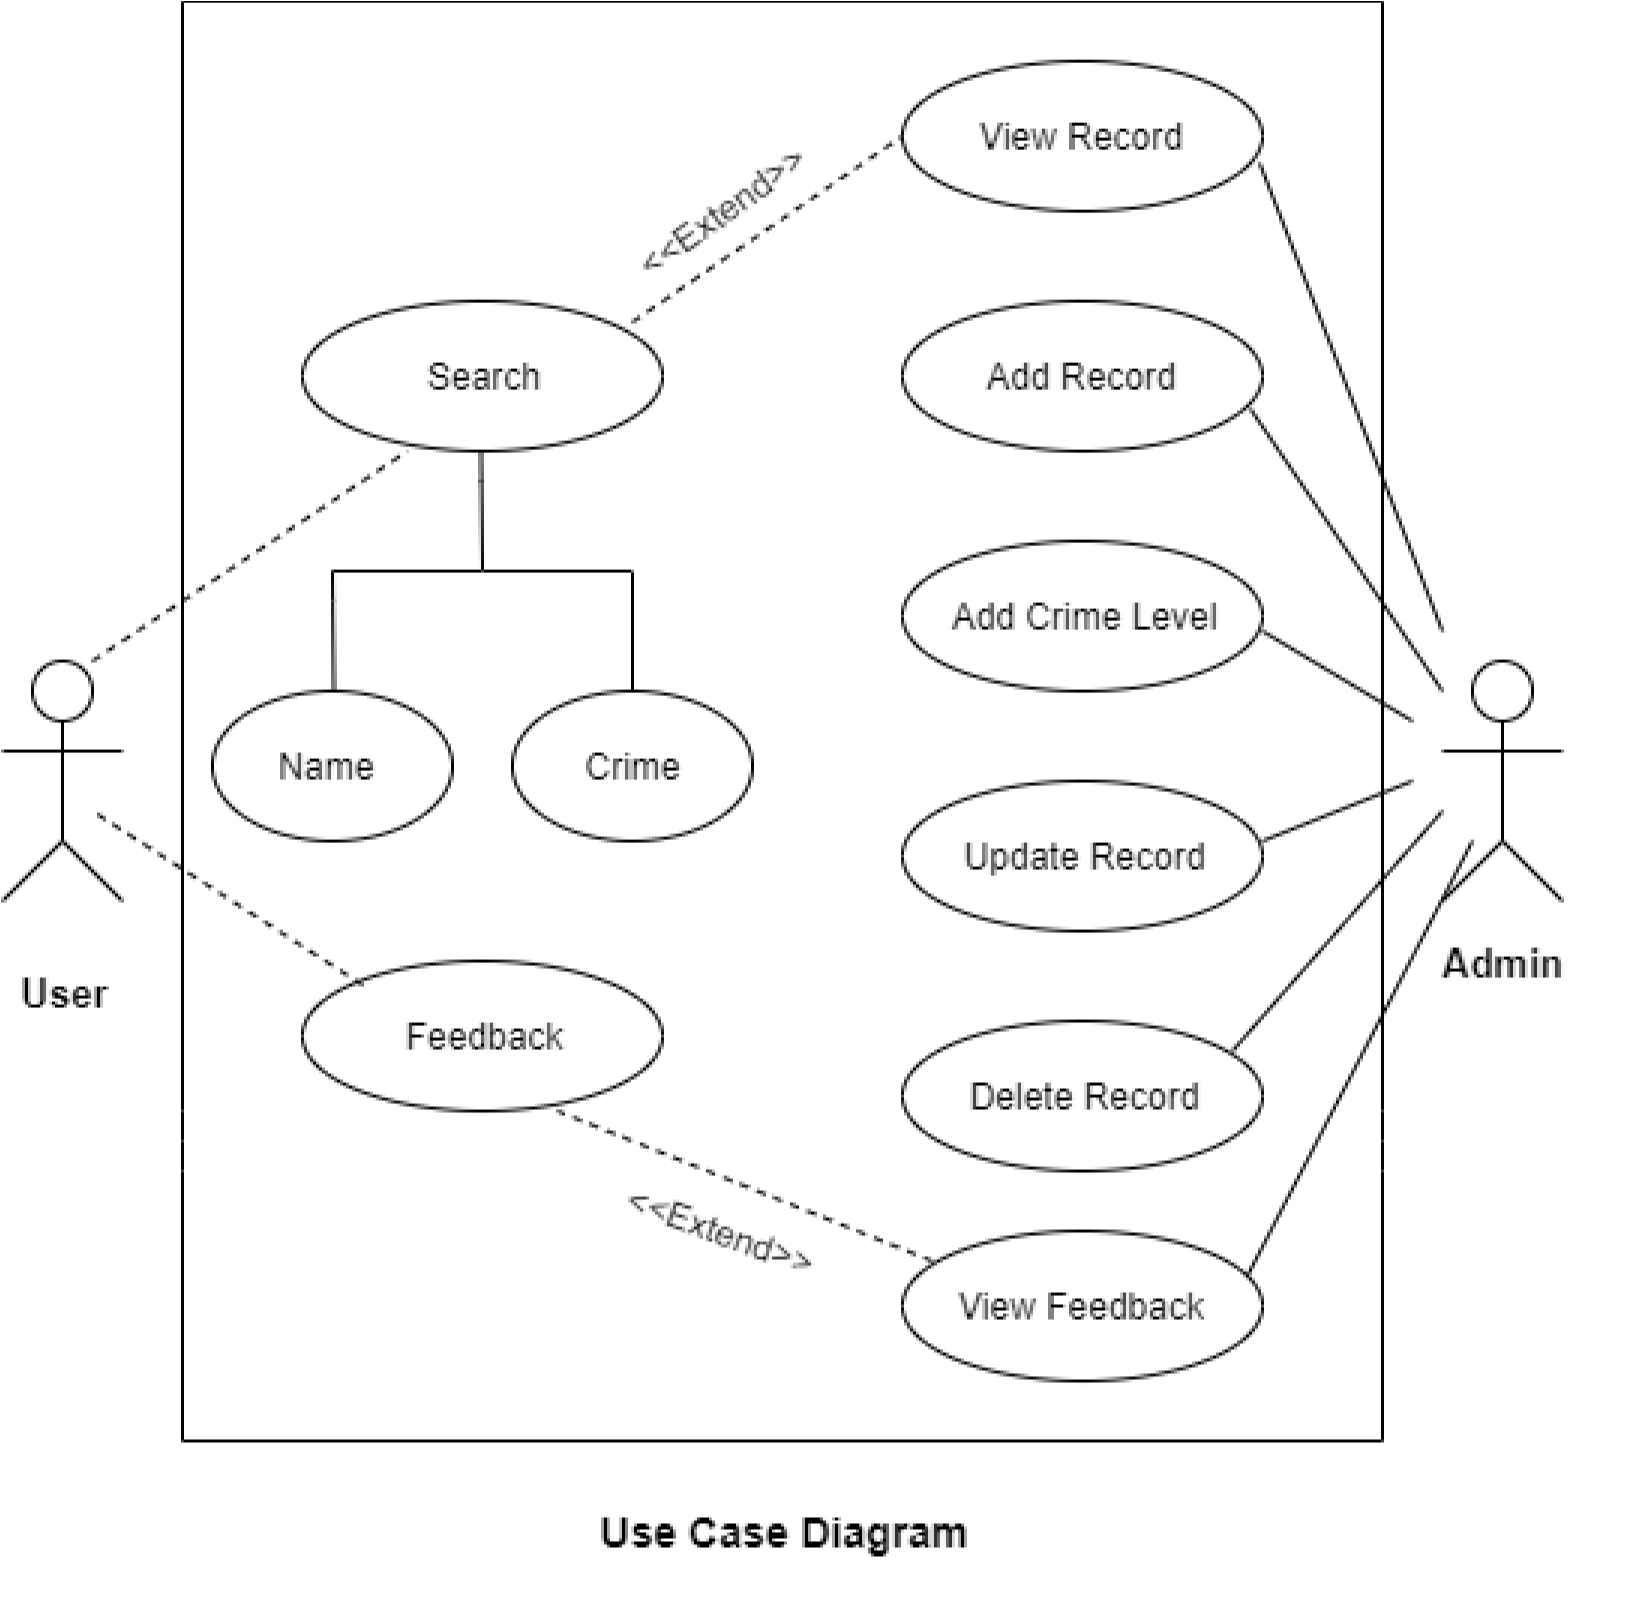 View Record
<<Extend>>
Search
Add Record
Add Crime Level
Name
Crime
Update Record
User
Admin
Feedback
Delete Record
<<Extend>>
View Feedback
Use Case Diagram